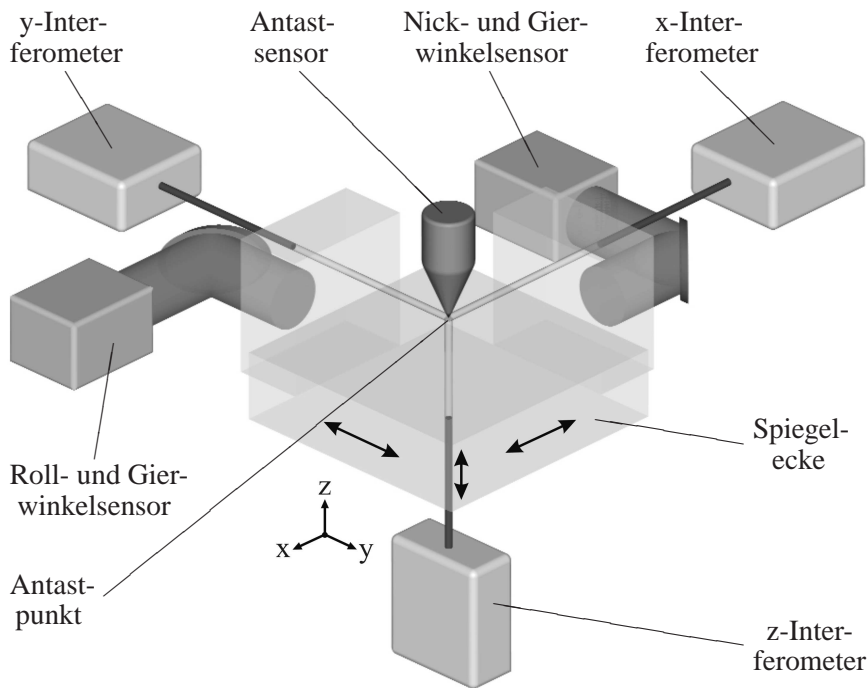 y-Inter-
ferometer
Antast-
sensor
Nick- und Gier-
winkelsensor
x-Inter-
ferometer
Spiegel-
ecke
Roll- und Gier-
winkelsensor
z
x
y
Antast-
punkt
z-Inter-
ferometer